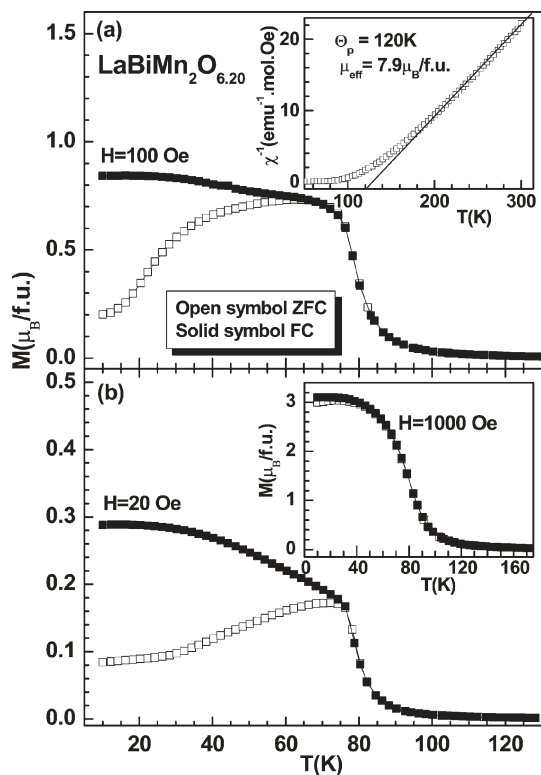 (a)
LaBiMn2O6.20
H=100 Oe
Open symbol ZFC
Solid symbol FC
M(μB/f.u.)
1.5
1.0
0.5
0.0
Θp = 120K
μeff= 7.9μB/f.u.
χ-1(emu-1.mol.Oe)
20
10
0
100 200 300
T(K)
(b)
H=20 Oe
M(μB/f.u.)
0.5
0.4
0.3
0.2
0.1
0.0
H=1000 Oe
M(μB/f.u.)
3
2
1
0
0 40 80 120 160
T(K)
20 40 60 80 100 120
T(K)